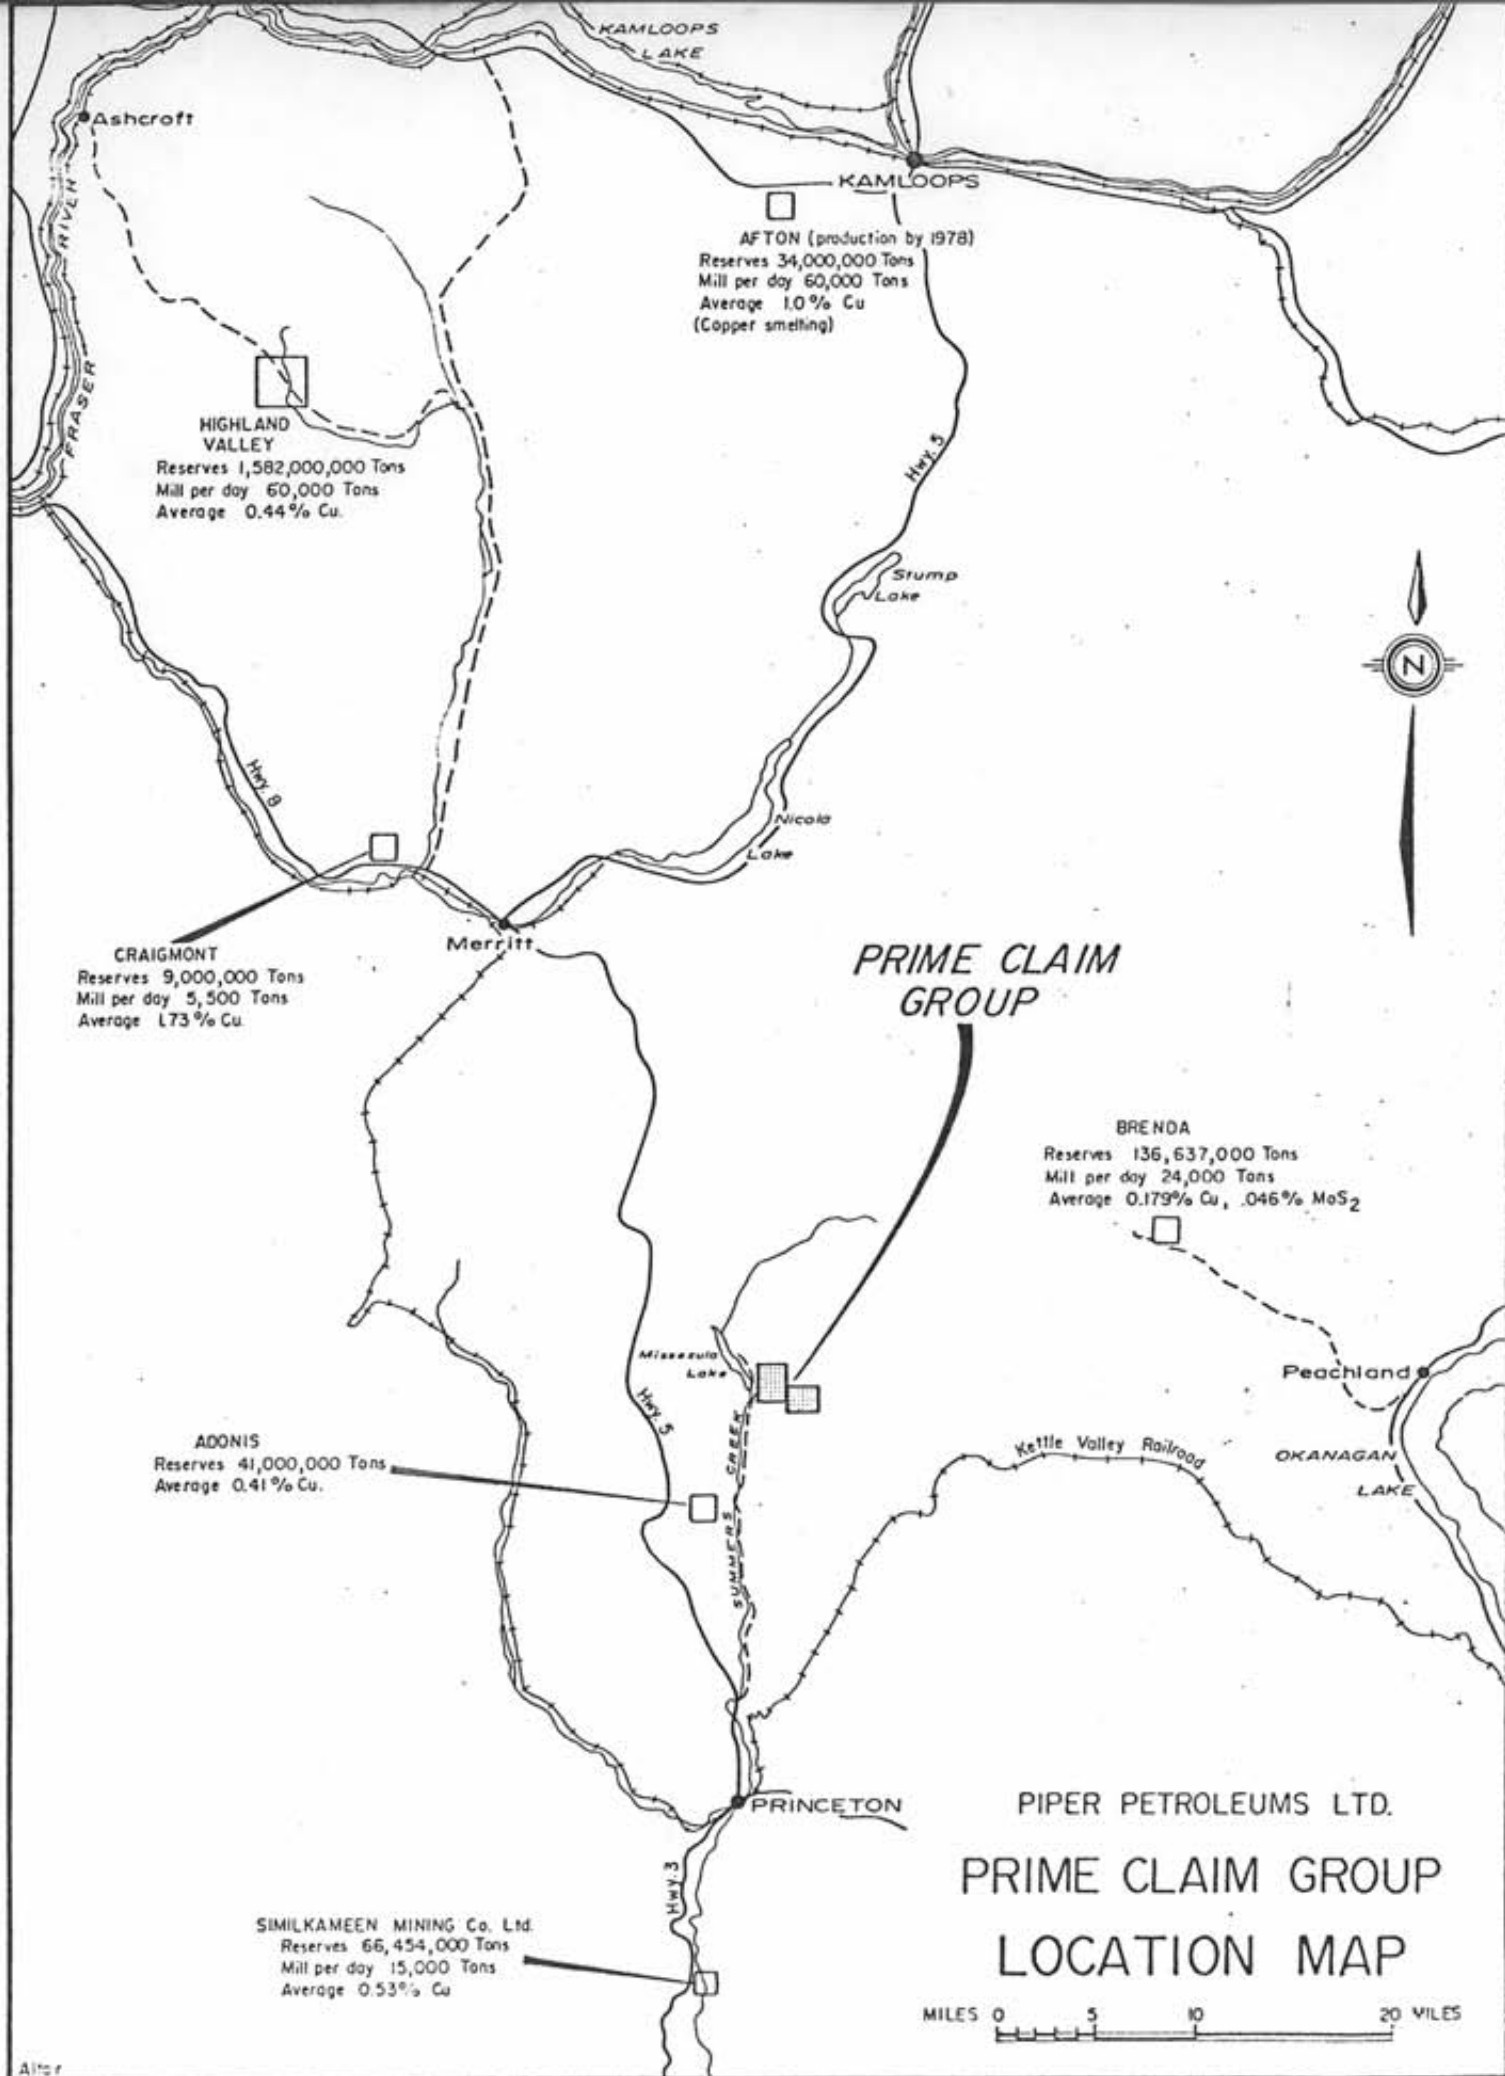 KAMLOOPS
LAKE
Ashcroft
KAMLOOPS
FRASER RIVER
AFTON (production by 1978)
Reserves 34,000,000 Tons
Mill per day 60,000 Tons
Average 1.0% Cu
(Copper smelting)
HIGHLAND
VALLEY
Reserves 1,582,000,000 Tons
Mill per day 60,000 Tons
Average 0.44% Cu.
Hwy. 5
Stump
Lake
N
Hwy. 8
Nicola
Lake
Merritt
CRAIGMONT
Reserves 9,000,000 Tons
Mill per day 5,500 Tons
Average 1.73% Cu.
PRIME CLAIM
GROUP
BRENDA
Reserves 136,637,000 Tons
Mill per day 24,000 Tons
Average 0.179% Cu, .046% MoS2
Missezula
Lake
Peachland
Hwy. 5
SUMMERS CREEK
Kettle Valley Railroad
OKANAGAN
LAKE
ADONIS
Reserves 41,000,000 Tons
Average 0.41% Cu.
PRINCETON
Hwy. 3
SIMILKAMEEN MINING Co. Ltd.
Reserves 66,454,000 Tons
Mill per day 15,000 Tons
Average 0.53% Cu
PIPER PETROLEUMS LTD.
PRIME CLAIM GROUP
LOCATION MAP
MILES 0 5 10 20 MILES